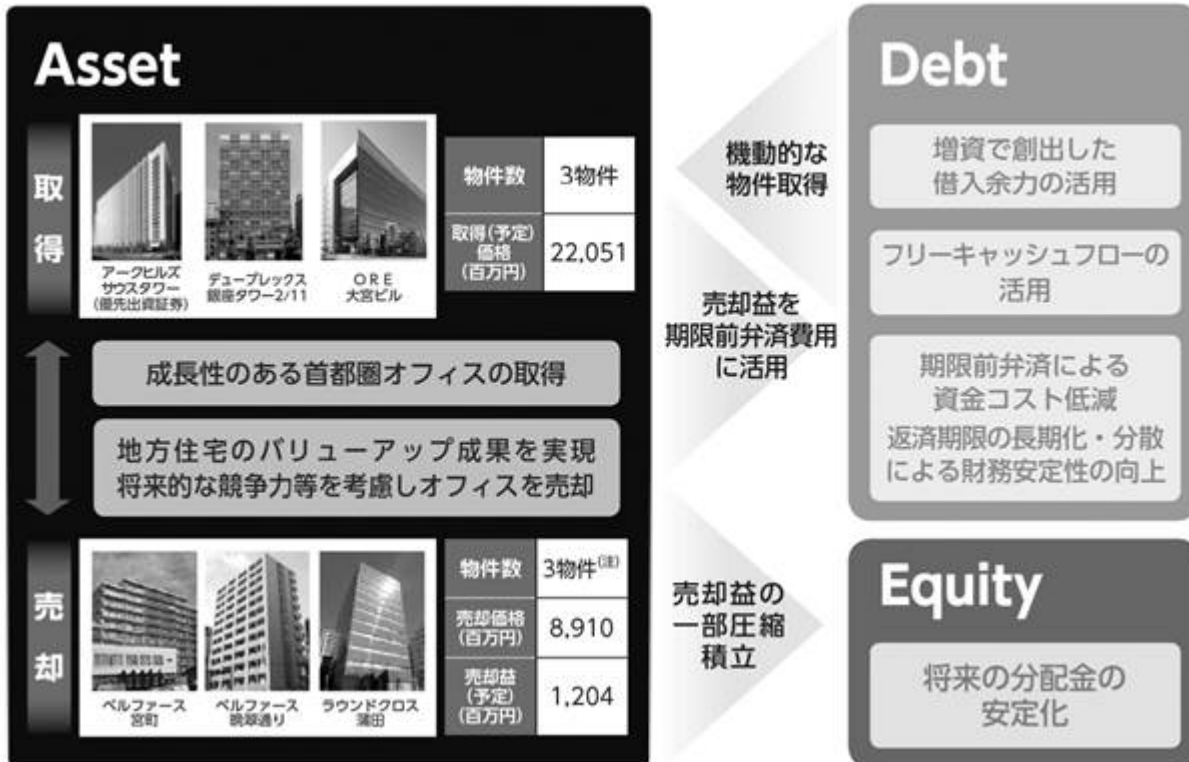 Asset
取得
アークヒルズ
サウスタワー
(優先出資証券)
デュープレックス
銀座タワー2/11
ORE
大宮ビル
物件数
3物件
取得(予定)
価格
(百万円)
22,051
成長性のある首都圏オフィスの取得
地方住宅のバリューアップ成果を実現
将来的な競争力等を考慮しオフィスを売却
売却
ベルファース
宮町
ベルファース
晩翠通り
ラウンドクロス
蒲田
物件数
3物件(注)
売却価格
(百万円)
8,910
売却益
(予定)
(百万円)
1,204
機動的な
物件取得
売却益を
期限前弁済費用
に活用
売却益の
一部圧縮
積立
Debt
増資で創出した
借入余力の活用
フリーキャッシュフローの
活用
期限前弁済による
資金コスト低減
返済期限の長期化・分散
による財務安定性の向上
Equity
将来の分配金の
安定化